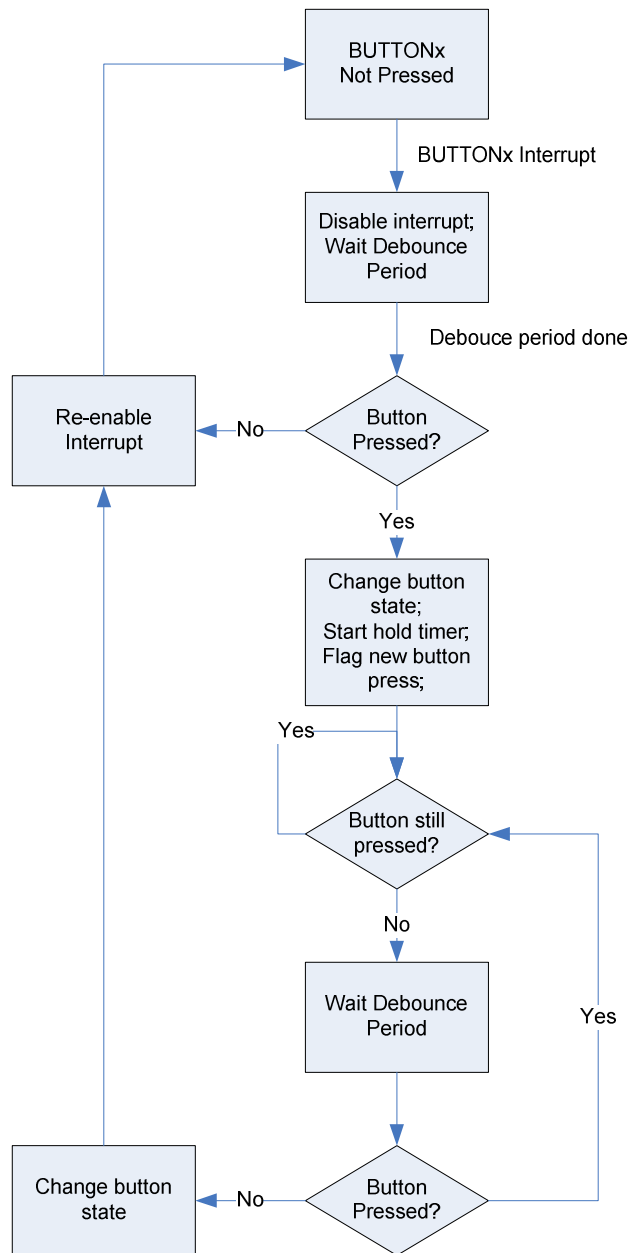 BUTTONx
Not Pressed
BUTTONx Interrupt
Disable interrupt;
Wait Debounce
Period
Debouce period done
Re-enable
Interrupt
No
Button
Pressed?
Yes
Change button
state;
Start hold timer;
Flag new button
press;
Yes
Button still
pressed?
No
Wait Debounce
Period
Yes
Change button
state
No
Button
Pressed?